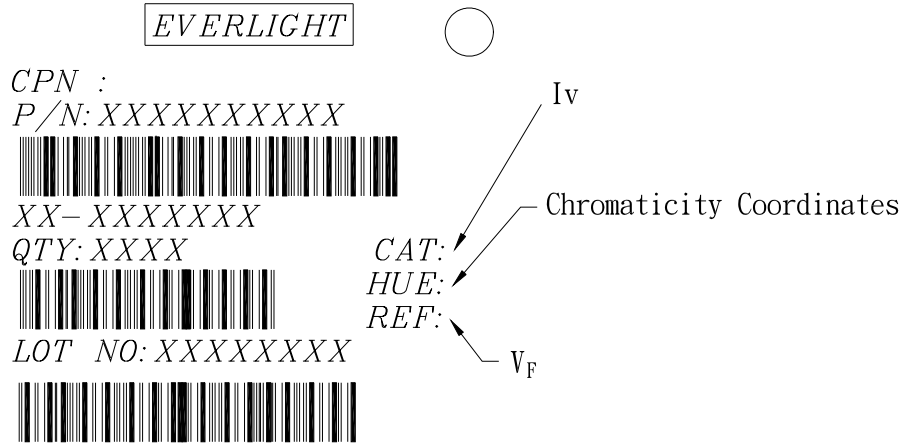 EVERLIGHT
CPN :
P/N: XXXXXXXXXX
XX-XXXXXXX
QTY: XXXX
LOT NO: XXXXXXXX
CAT:
HUE:
REF:
Iv
Chromaticity Coordinates
VF